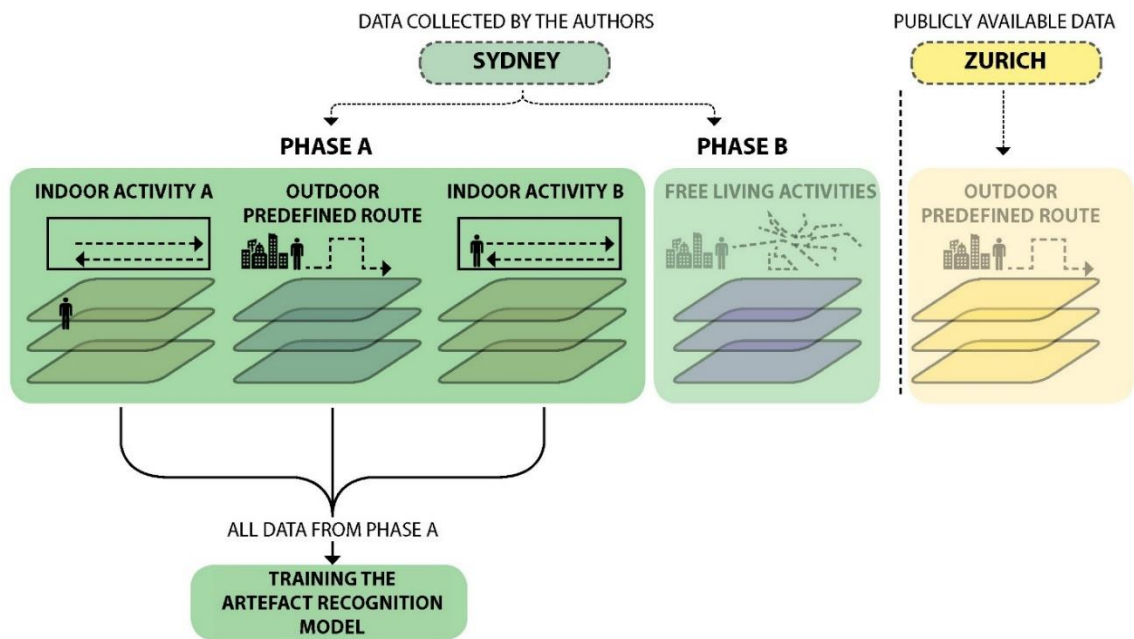 DATA COLLECTED BY THE AUTHORS
PUBLICLY AVAILABLE DATA
SYDNEY
ZURICH
PHASE A
PHASE B
INDOOR ACTIVITY A
OUTDOOR
PREDEFINED ROUTE
INDOOR ACTIVITY B
FREE LIVING ACTIVITIES
OUTDOOR
PREDEFINED ROUTE
ALL DATA FROM PHASE A
TRAINING THE
ARTEFACT RECOGNITION
MODEL